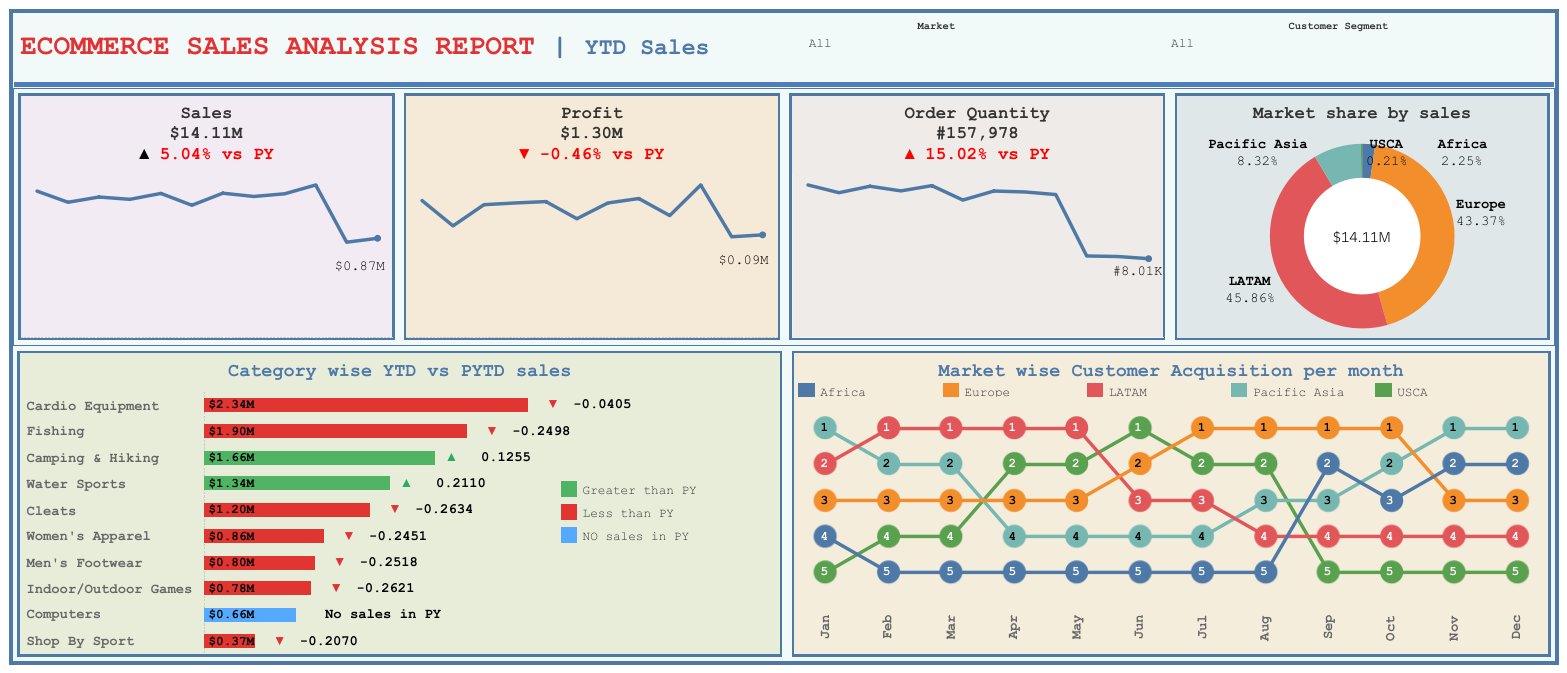 ECOMMERCE SALES ANALYSIS REPORT | YTD Sales
Market
All
Customer Segment
All
Sales
$14.11M
▲ 5.04% vs PY
$0.87M
Profit
$1.30M
▼ -0.46% vs PY
$0.09M
Order Quantity
#157,978
▲ 15.02% vs PY
#8.01K
Market share by sales
Pacific Asia
8.32%
USCA
0.21%
Africa
2.25%
Europe
43.37%
$14.11M
LATAM
45.86%
Category wise YTD vs PYTD sales
Cardio Equipment $2.34M ▼ -0.0405
Fishing $1.90M ▼ -0.2498
Camping & Hiking $1.66M ▲ 0.1255
Water Sports $1.34M ▲ 0.2110
Cleats $1.20M ▼ -0.2634
Women's Apparel $0.86M ▼ -0.2451
Men's Footwear $0.80M ▼ -0.2518
Indoor/Outdoor Games $0.78M ▼ -0.2621
Computers $0.66M No sales in PY
Shop By Sport $0.37M ▼ -0.2070
Greater than PY
Less than PY
NO sales in PY
Market wise Customer Acquisition per month
Africa Europe LATAM Pacific Asia USCA
1 1 1 1 1 1 1 1 1 1 1 1
2 2 2 2 2 2 2 2 2 2 2 2
3 3 3 3 3 3 3 3 3 3 3 3
4 4 4 4 4 4 4 4 4 4 4 4
5 5 5 5 5 5 5 5 5 5 5 5
Jan Feb Mar Apr May Jun Jul Aug Sep Oct Nov Dec